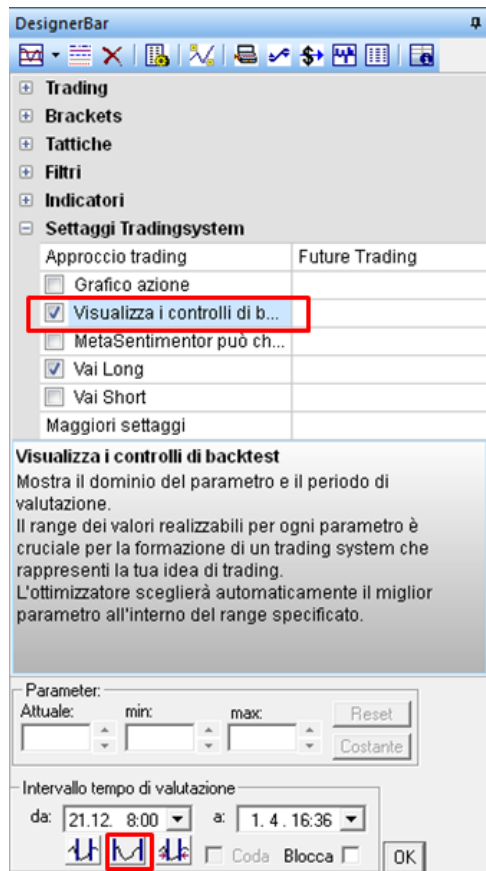 DesignerBar
Trading
Brackets
Tattiche
Filtri
Indicatori
Settaggi Tradingsystem
Approccio trading Future Trading
Grafico azione
Visualizza i controlli di b...
MetaSentimentor può ch...
Vai Long
Vai Short
Maggiori settaggi
Visualizza i controlli di backtest
Mostra il dominio del parametro e il periodo di
valutazione.
Il range dei valori realizzabili per ogni parametro è
cruciale per la formazione di un trading system che
rappresenti la tua idea di trading.
L'ottimizzatore sceglierà automaticamente il miglior
parametro all'interno del range specificato.
Parameter:
Attuale: min: max: Reset
Costante
Intervallo tempo di valutazione
da: 21.12. 8:00 a: 1. 4. 16:36
Coda Blocca OK